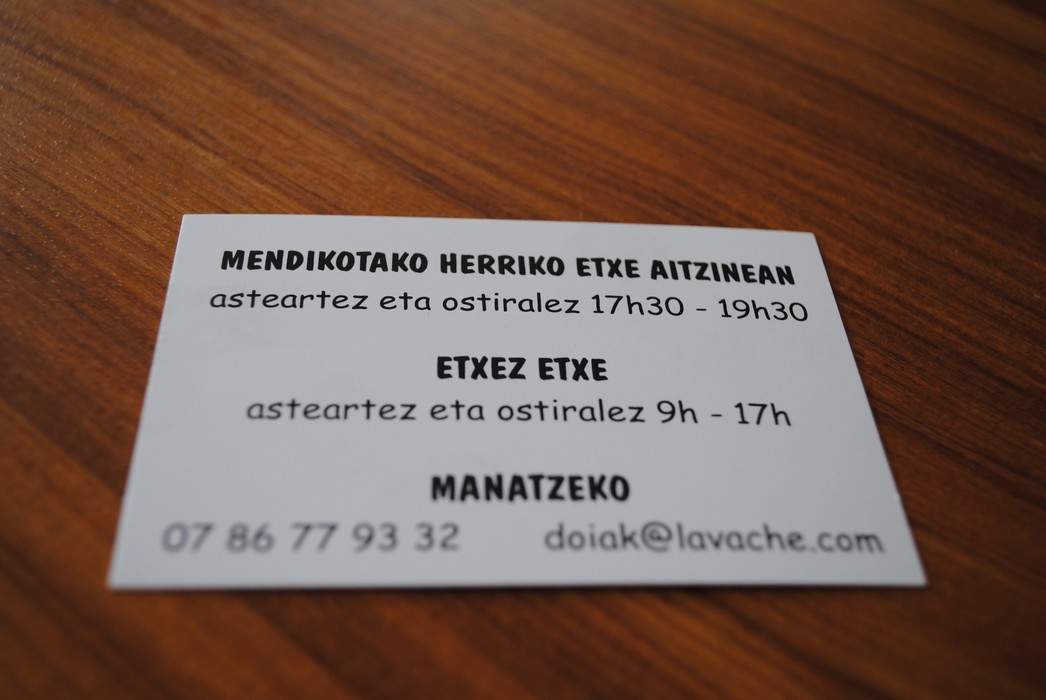 MENDIKOTAKO HERRIKO ETXE AITZINEAN
asteartez eta ostiralez 17h30 - 19h30
ETXEZ ETXE
asteartez eta ostiralez 9h - 17h
MANATZEKO
07 86 77 93 32 doiak@lavache.com